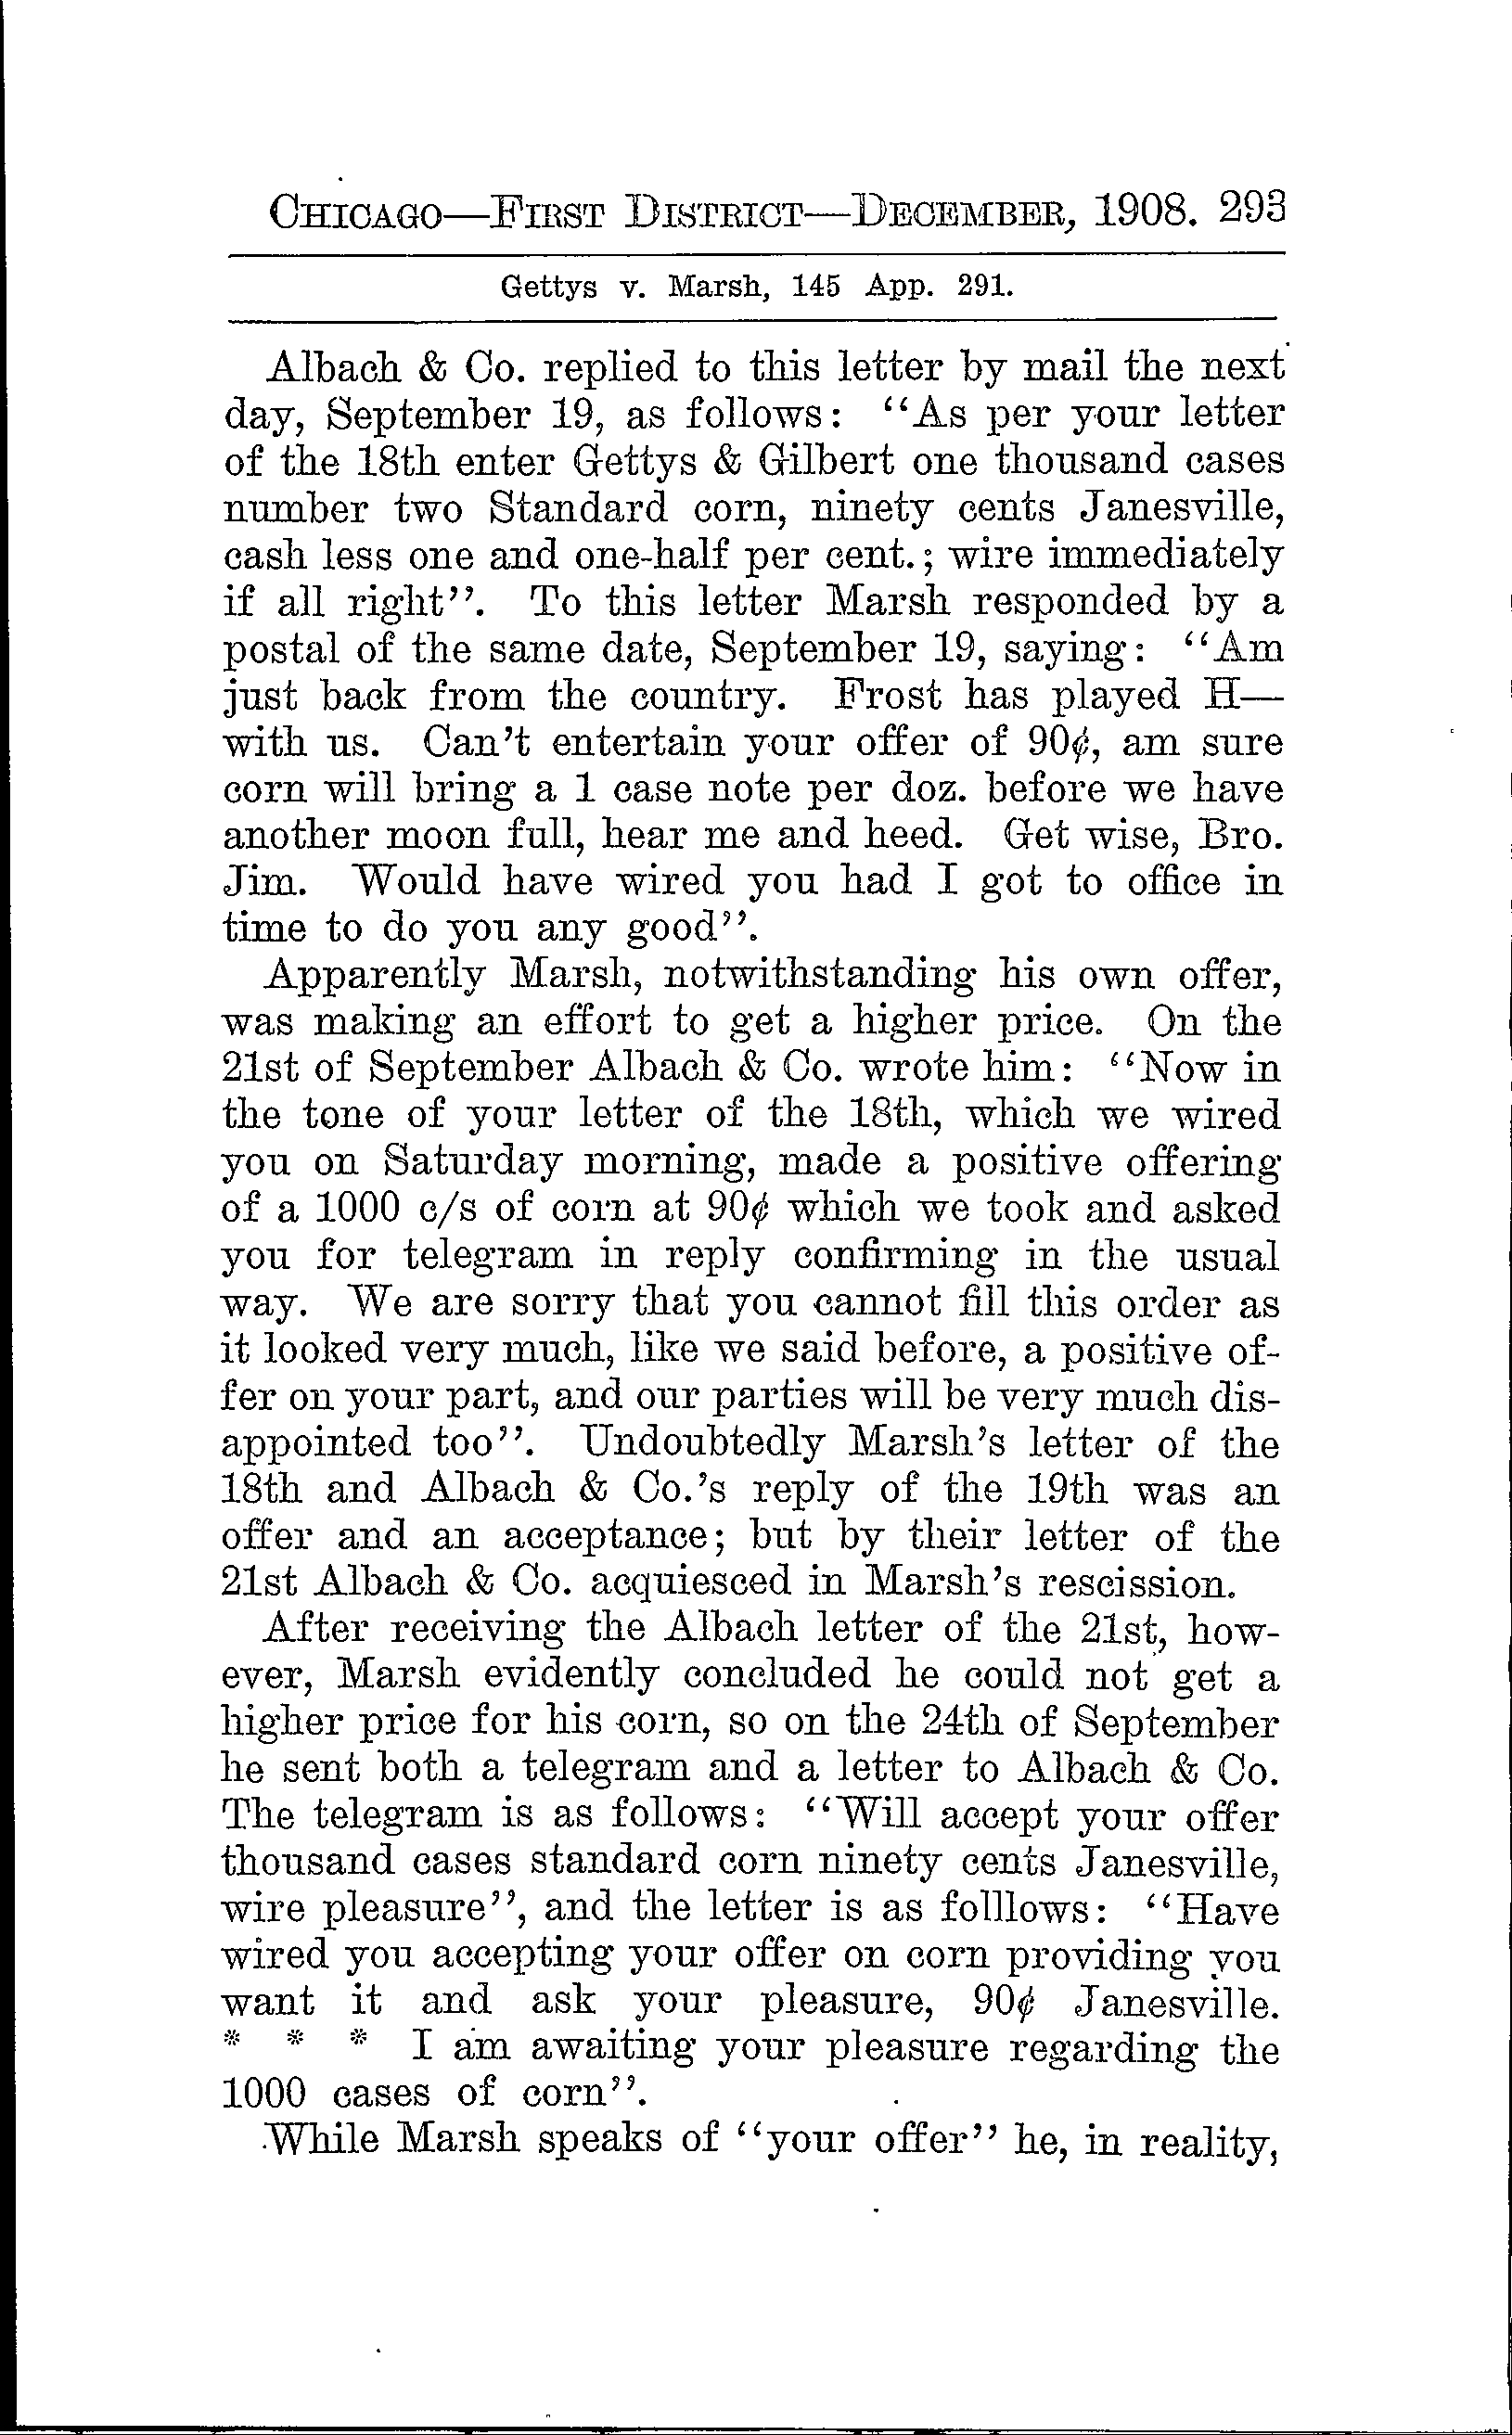 CHICAGO—FIRST DISTRICT—DECEMBER, 1908. 293
Gettys v. Marsh, 145 App. 291.
Albach & Co. replied to this letter by mail the next
day, September 19, as follows: “As per your letter
of the 18th enter Gettys & Gilbert one thousand cases
number two Standard corn, ninety cents Janesville,
cash less one and one-half per cent.; wire immediately
if all right”. To this letter Marsh responded by a
postal of the same date, September 19, saying: “Am
just back from the country. Frost has played H—
with us. Can’t entertain your offer of 90¢, am sure
corn will bring a 1 case note per doz. before we have
another moon full, hear me and heed. Get wise, Bro.
Jim. Would have wired you had I got to office in
time to do you any good”.
Apparently Marsh, notwithstanding his own offer,
was making an effort to get a higher price. On the
21st of September Albach & Co. wrote him: “Now in
the tone of your letter of the 18th, which we wired
you on Saturday morning, made a positive offering
of a 1000 c/s of corn at 90¢ which we took and asked
you for telegram in reply confirming in the usual
way. We are sorry that you cannot fill this order as
it looked very much, like we said before, a positive of-
fer on your part, and our parties will be very much dis-
appointed too”. Undoubtedly Marsh’s letter of the
18th and Albach & Co.’s reply of the 19th was an
offer and an acceptance; but by their letter of the
21st Albach & Co. acquiesced in Marsh’s rescission.
After receiving the Albach letter of the 21st, how-
ever, Marsh evidently concluded he could not get a
higher price for his corn, so on the 24th of September
he sent both a telegram and a letter to Albach & Co.
The telegram is as follows: “Will accept your offer
thousand cases standard corn ninety cents Janesville,
wire pleasure”, and the letter is as folllows: “Have
wired you accepting your offer on corn providing you
want it and ask your pleasure, 90¢ Janesville.
* * * I am awaiting your pleasure regarding the
1000 cases of corn”.
While Marsh speaks of “your offer” he, in reality,